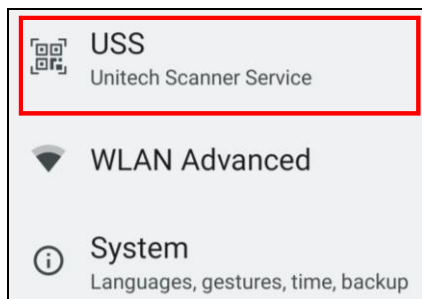 USS
Unitech Scanner Service
WLAN Advanced
System
Languages, gestures, time, backup